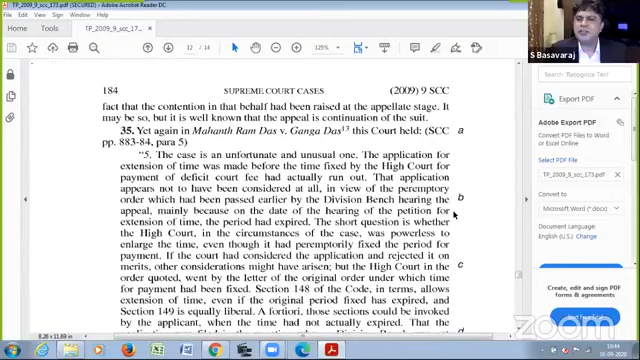 TP_2009_9_scc_173.pdf (SECURED) - Adobe Acrobat Reader DC
File Edit View Sign Window Help
Home Tools TP_2009_9_scc_173.p... ×
12 / 14 125%
S Basavaraj
184 SUPREME COURT CASES (2009) 9 SCC
fact that the contention in that behalf had been raised at the appellate stage. It
may be so, but it is well known that the appeal is continuation of the suit.
35. Yet again in Mahanth Ram Das v. Ganga Das13 this Court held: (SCC a
pp. 883-84, para 5)
“5. The case is an unfortunate and unusual one. The application for
extension of time was made before the time fixed by the High Court for
payment of deficit court fee had actually run out. That application
appears not to have been considered at all, in view of the peremptory
order which had been passed earlier by the Division Bench hearing the b
appeal, mainly because on the date of the hearing of the petition for
extension of time, the period had expired. The short question is whether
the High Court, in the circumstances of the case, was powerless to
enlarge the time, even though it had peremptorily fixed the period for
payment. If the court had considered the application and rejected it on
merits, other considerations might have arisen; but the High Court in the c
order quoted, went by the letter of the original order under which time
for payment had been fixed. Section 148 of the Code, in terms, allows
extension of time, even if the original period fixed has expired, and
Section 149 is equally liberal. A fortiori, those sections could be invoked
by the applicant, when the time had not actually expired. That the
8.26 x 11.69 in
Search 'Recognize Text'
Export PDF
Adobe Export PDF
Convert PDF Files to Word
or Excel Online
Select PDF File
TP_2009_9_scc_173.pdf ×
Convert to
Microsoft Word (*.docx)
Document Language:
English (U.S.) Change
Create, edit and sign PDF
forms & agreements
zoom
19:44
16-09-2020